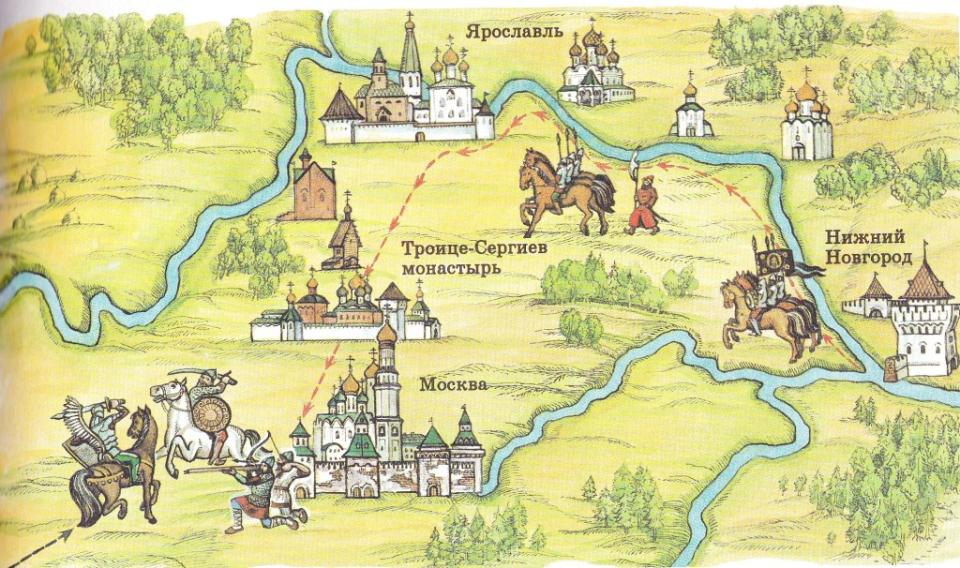 Ярославль
Троице-Сергиев
монастырь
Нижний
Новгород
Москва